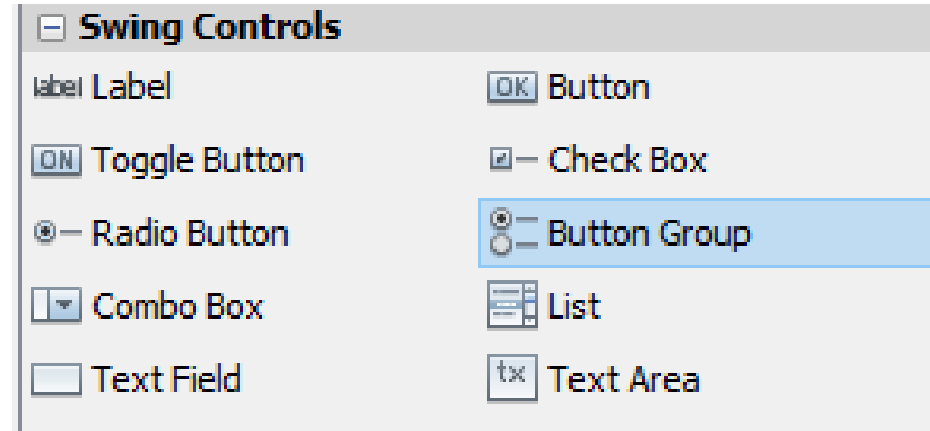 Swing Controls
label Label
OK Button
ON Toggle Button
Check Box
Radio Button
Button Group
Combo Box
List
Text Field
tx Text Area